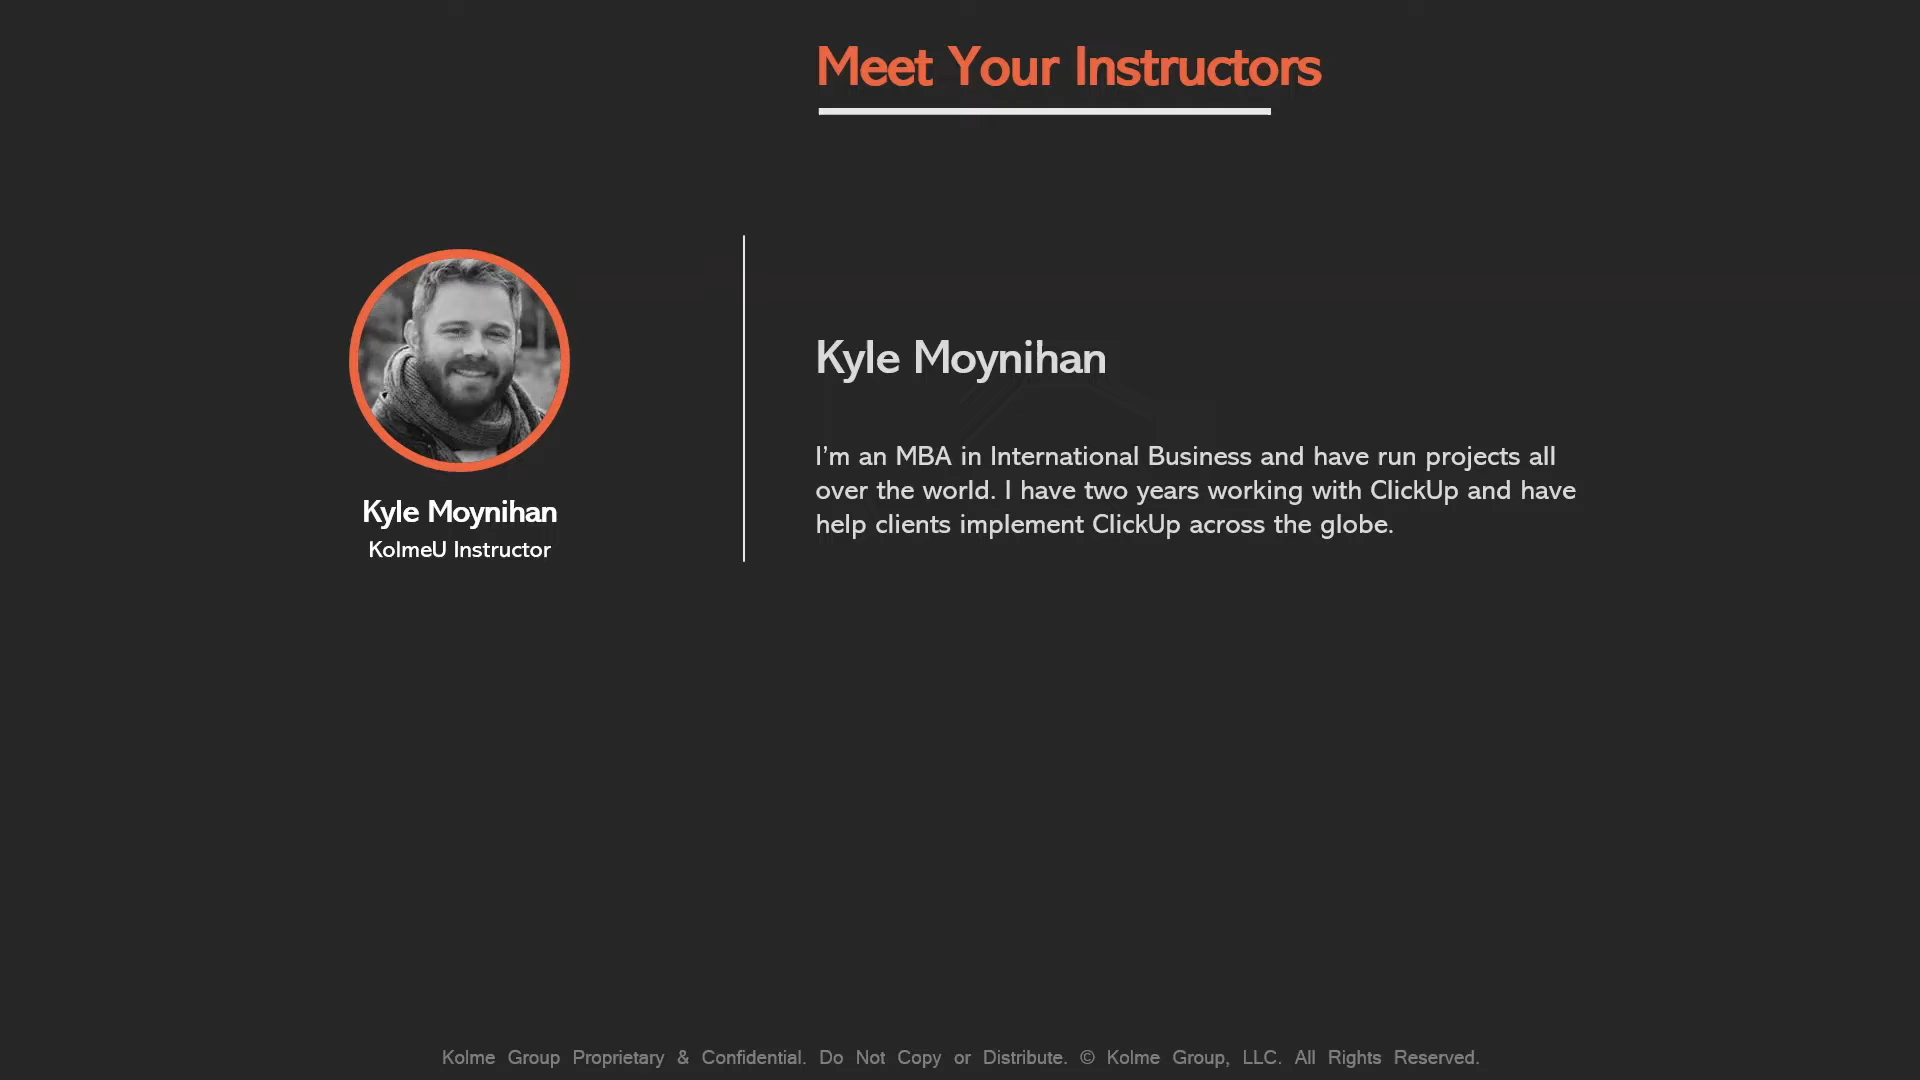 Meet Your Instructors
Kyle Moynihan
KolmeU Instructor
Kyle Moynihan
I'm an MBA in International Business and have run projects all
over the world. I have two years working with ClickUp and have
help clients implement ClickUp across the globe.
Kolme Group Proprietary & Confidential. Do Not Copy or Distribute. © Kolme Group, LLC. All Rights Reserved.